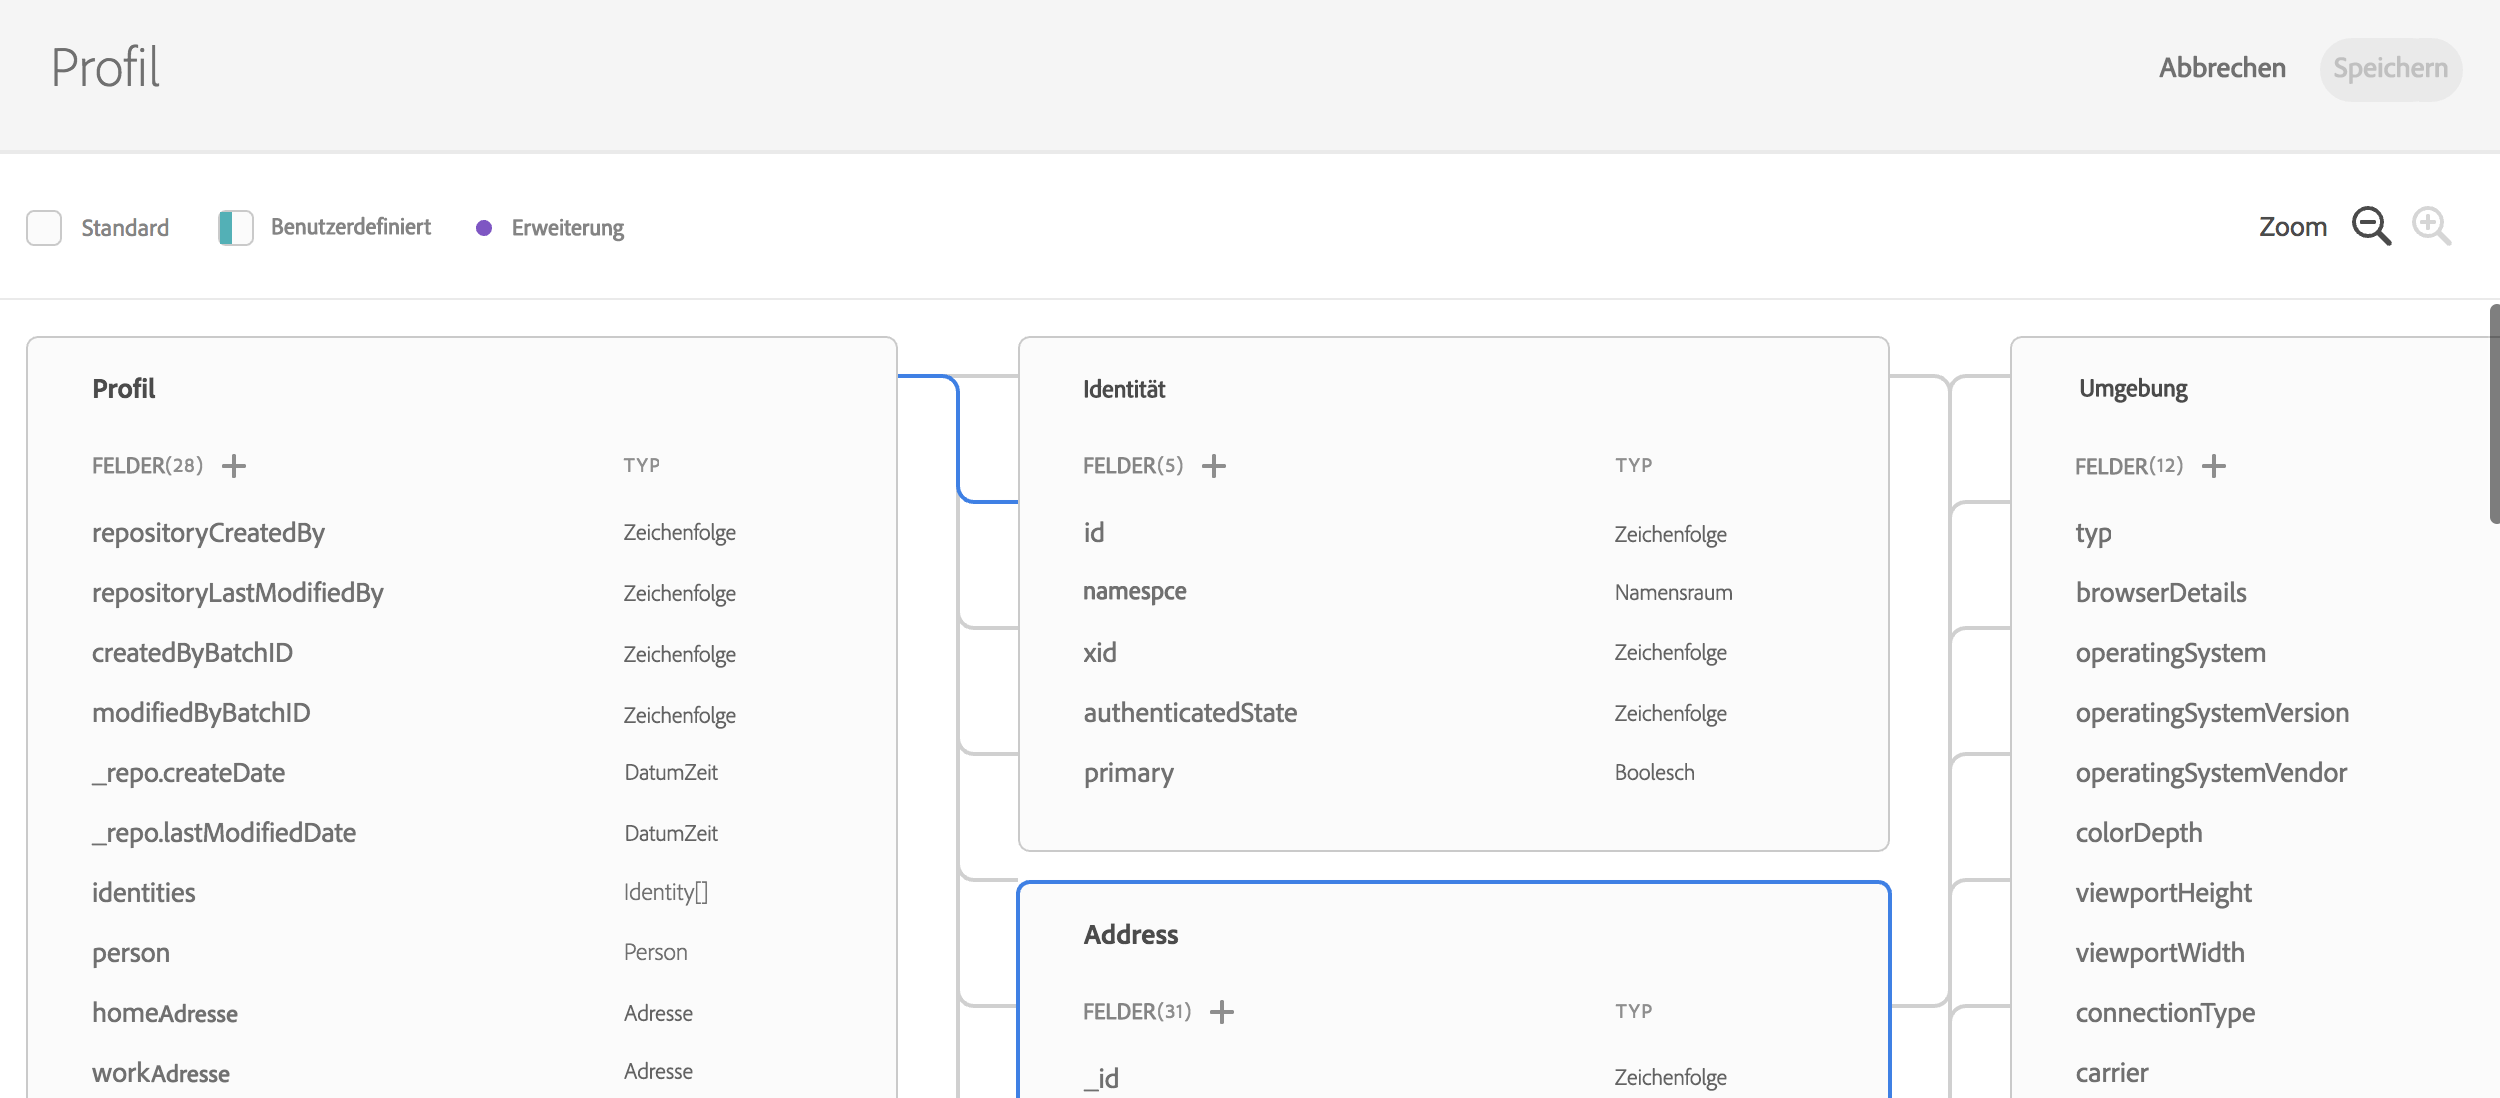 Profil
Abbrechen Speichern
Standard Benutzerdefiniert Erweiterung Zoom
Profil
FELDER(28) TYP
repositoryCreatedBy Zeichenfolge
repositoryLastModifiedBy Zeichenfolge
createdByBatchID Zeichenfolge
modifiedByBatchID Zeichenfolge
_repo.createDate DatumZeit
_repo.lastModifiedDate DatumZeit
identities Identity[]
person Person
homeAdresse Adresse
workAdresse Adresse
Identität
FELDER(5) TYP
id Zeichenfolge
namespce Namensraum
xid Zeichenfolge
authenticatedState Zeichenfolge
primary Boolesch
Address
FELDER(31) TYP
_id Zeichenfolge
Umgebung
FELDER(12)
typ
browserDetails
operatingSystem
operatingSystemVersion
operatingSystemVendor
colorDepth
viewportHeight
viewportWidth
connectionType
carrier